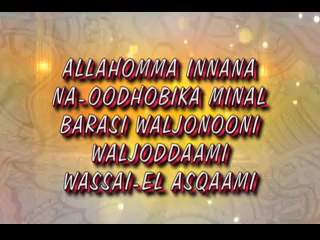 ALLAHOMMA INNANA
NA-OODHOBIKA MINAL
BARASI WALJONOONI
WALJODDAAMI
WASSAI-EL ASQAAMI